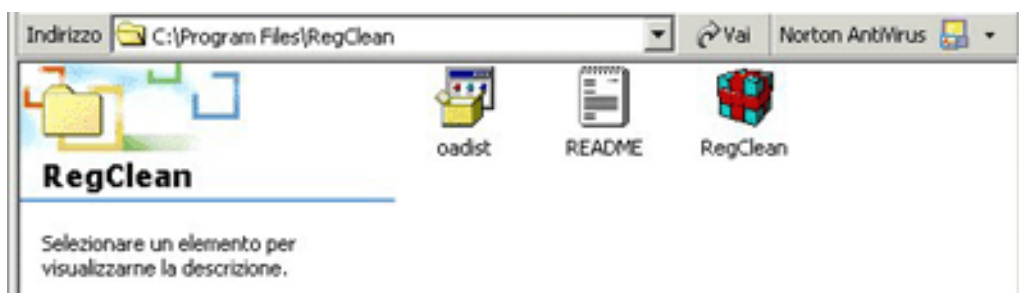 Indirizzo C:\Program Files\RegClean Vai Norton AntiVirus
oadist README RegClean
RegClean
Selezionare un elemento per
visualizzarne la descrizione.